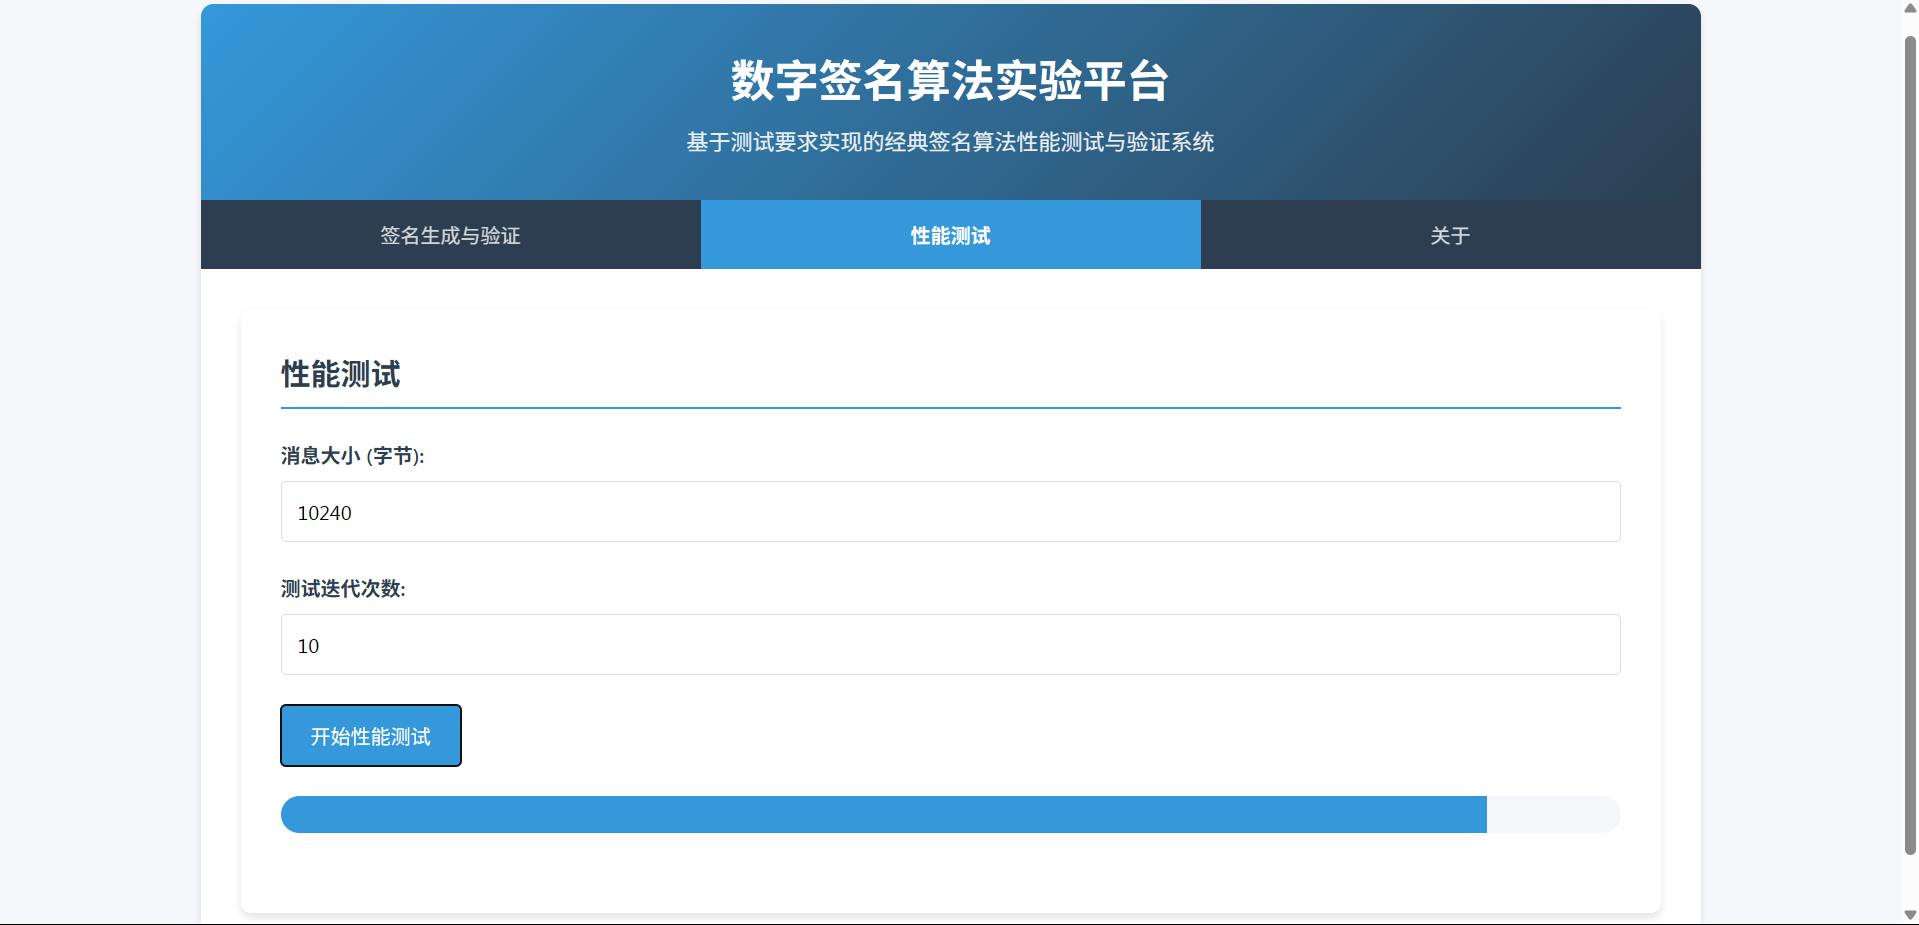 数字签名算法实验平台
基于测试要求实现的经典签名算法性能测试与验证系统
签名生成与验证
性能测试
关于
性能测试
消息大小 (字节):
10240
测试迭代次数:
10
开始性能测试